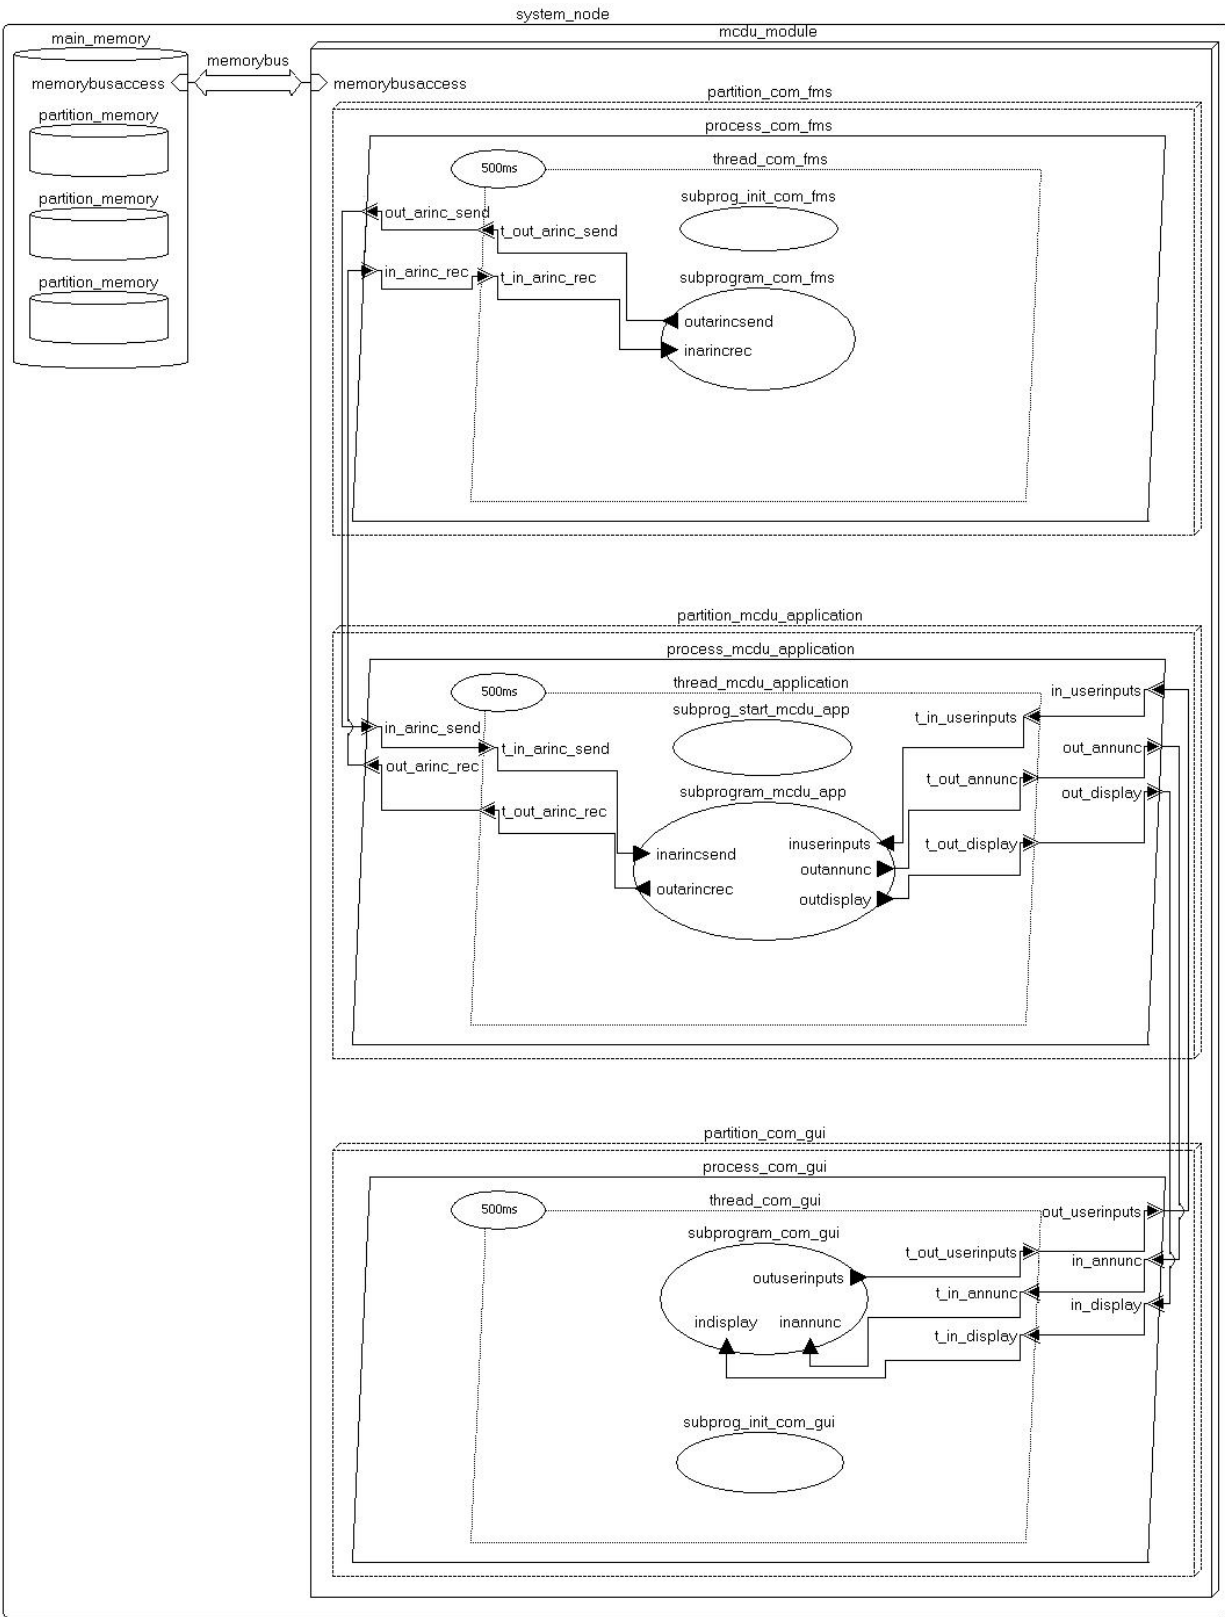 system_node
main_memory
mcdu_module
memorybus
memorybusaccess
memorybusaccess
partition_memory
partition_memory
partition_memory
partition_com_fms
process_com_fms
500ms
thread_com_fms
subprog_init_com_fms
out_arinc_send
t_out_arinc_send
in_arinc_rec
t_in_arinc_rec
subprogram_com_fms
outarincsend
inarincrec
partition_mcdu_application
process_mcdu_application
500ms
thread_mcdu_application
in_userinputs
subprog_start_mcdu_app
t_in_userinputs
in_arinc_send
t_in_arinc_send
out_annunc
out_arinc_rec
t_out_annunc
subprogram_mcdu_app
out_display
t_out_arinc_rec
inuserinputs
t_out_display
inarincsend
outannunc
outarincrec
outdisplay
partition_com_gui
process_com_gui
500ms
thread_com_gui
out_userinputs
subprogram_com_gui
t_out_userinputs
in_annunc
outuserinputs
t_in_annunc
in_display
indisplay
inannunc
t_in_display
subprog_init_com_gui